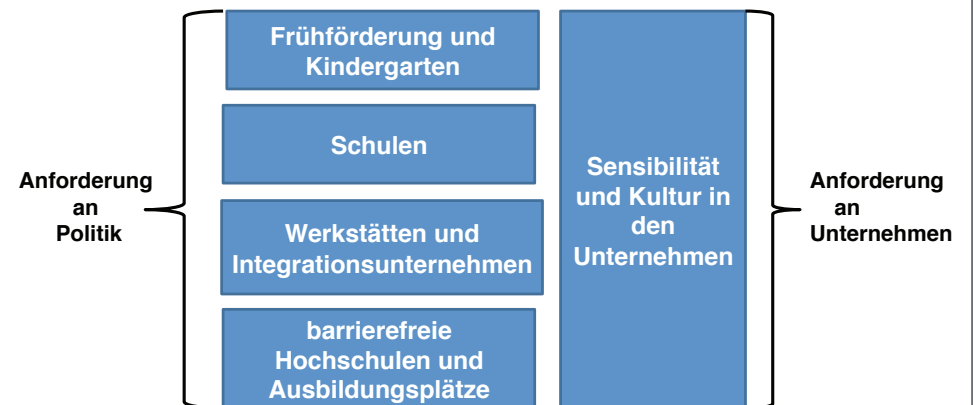 Anforderung
an
Politik
Frühförderung und
Kindergarten
Schulen
Werkstätten und
Integrationsunternehmen
barrierefreie
Hochschulen und
Ausbildungsplätze
Sensibilität
und Kultur in
den
Unternehmen
Anforderung
an
Unternehmen